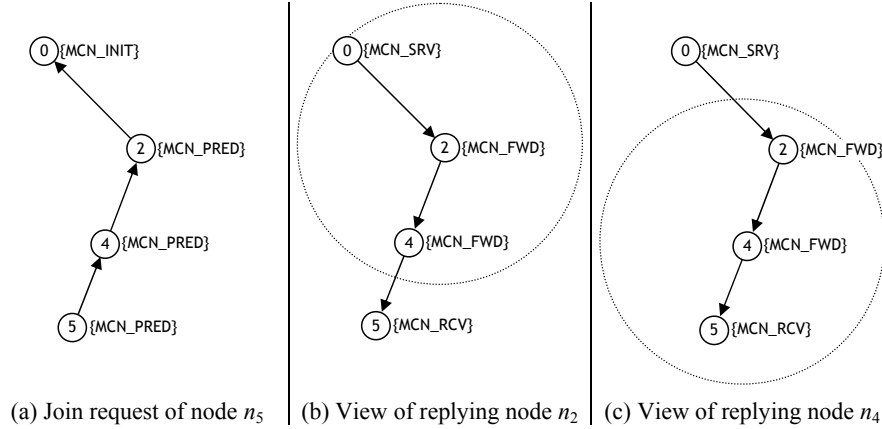 0 {MCN_INIT}
2 {MCN_PRED}
4 {MCN_PRED}
5 {MCN_PRED}
(a) Join request of node n5
0 {MCN_SRV}
2 {MCN_FWD}
4 {MCN_FWD}
5 {MCN_RCV}
(b) View of replying node n2
0 {MCN_SRV}
2 {MCN_FWD}
4 {MCN_FWD}
5 {MCN_RCV}
(c) View of replying node n4